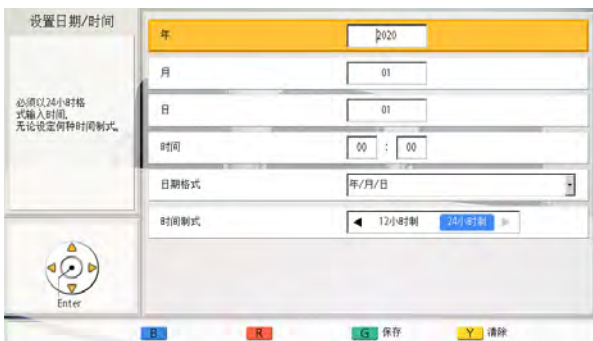 设置日期/时间
必须以24小时格
式输入时间,
无论设定何种时间制式。
年 2020
月 01
日 01
时间 00 : 00
日期格式 年/月/日
时间制式 12小时制 24小时制
Enter
B R G 保存 Y 清除